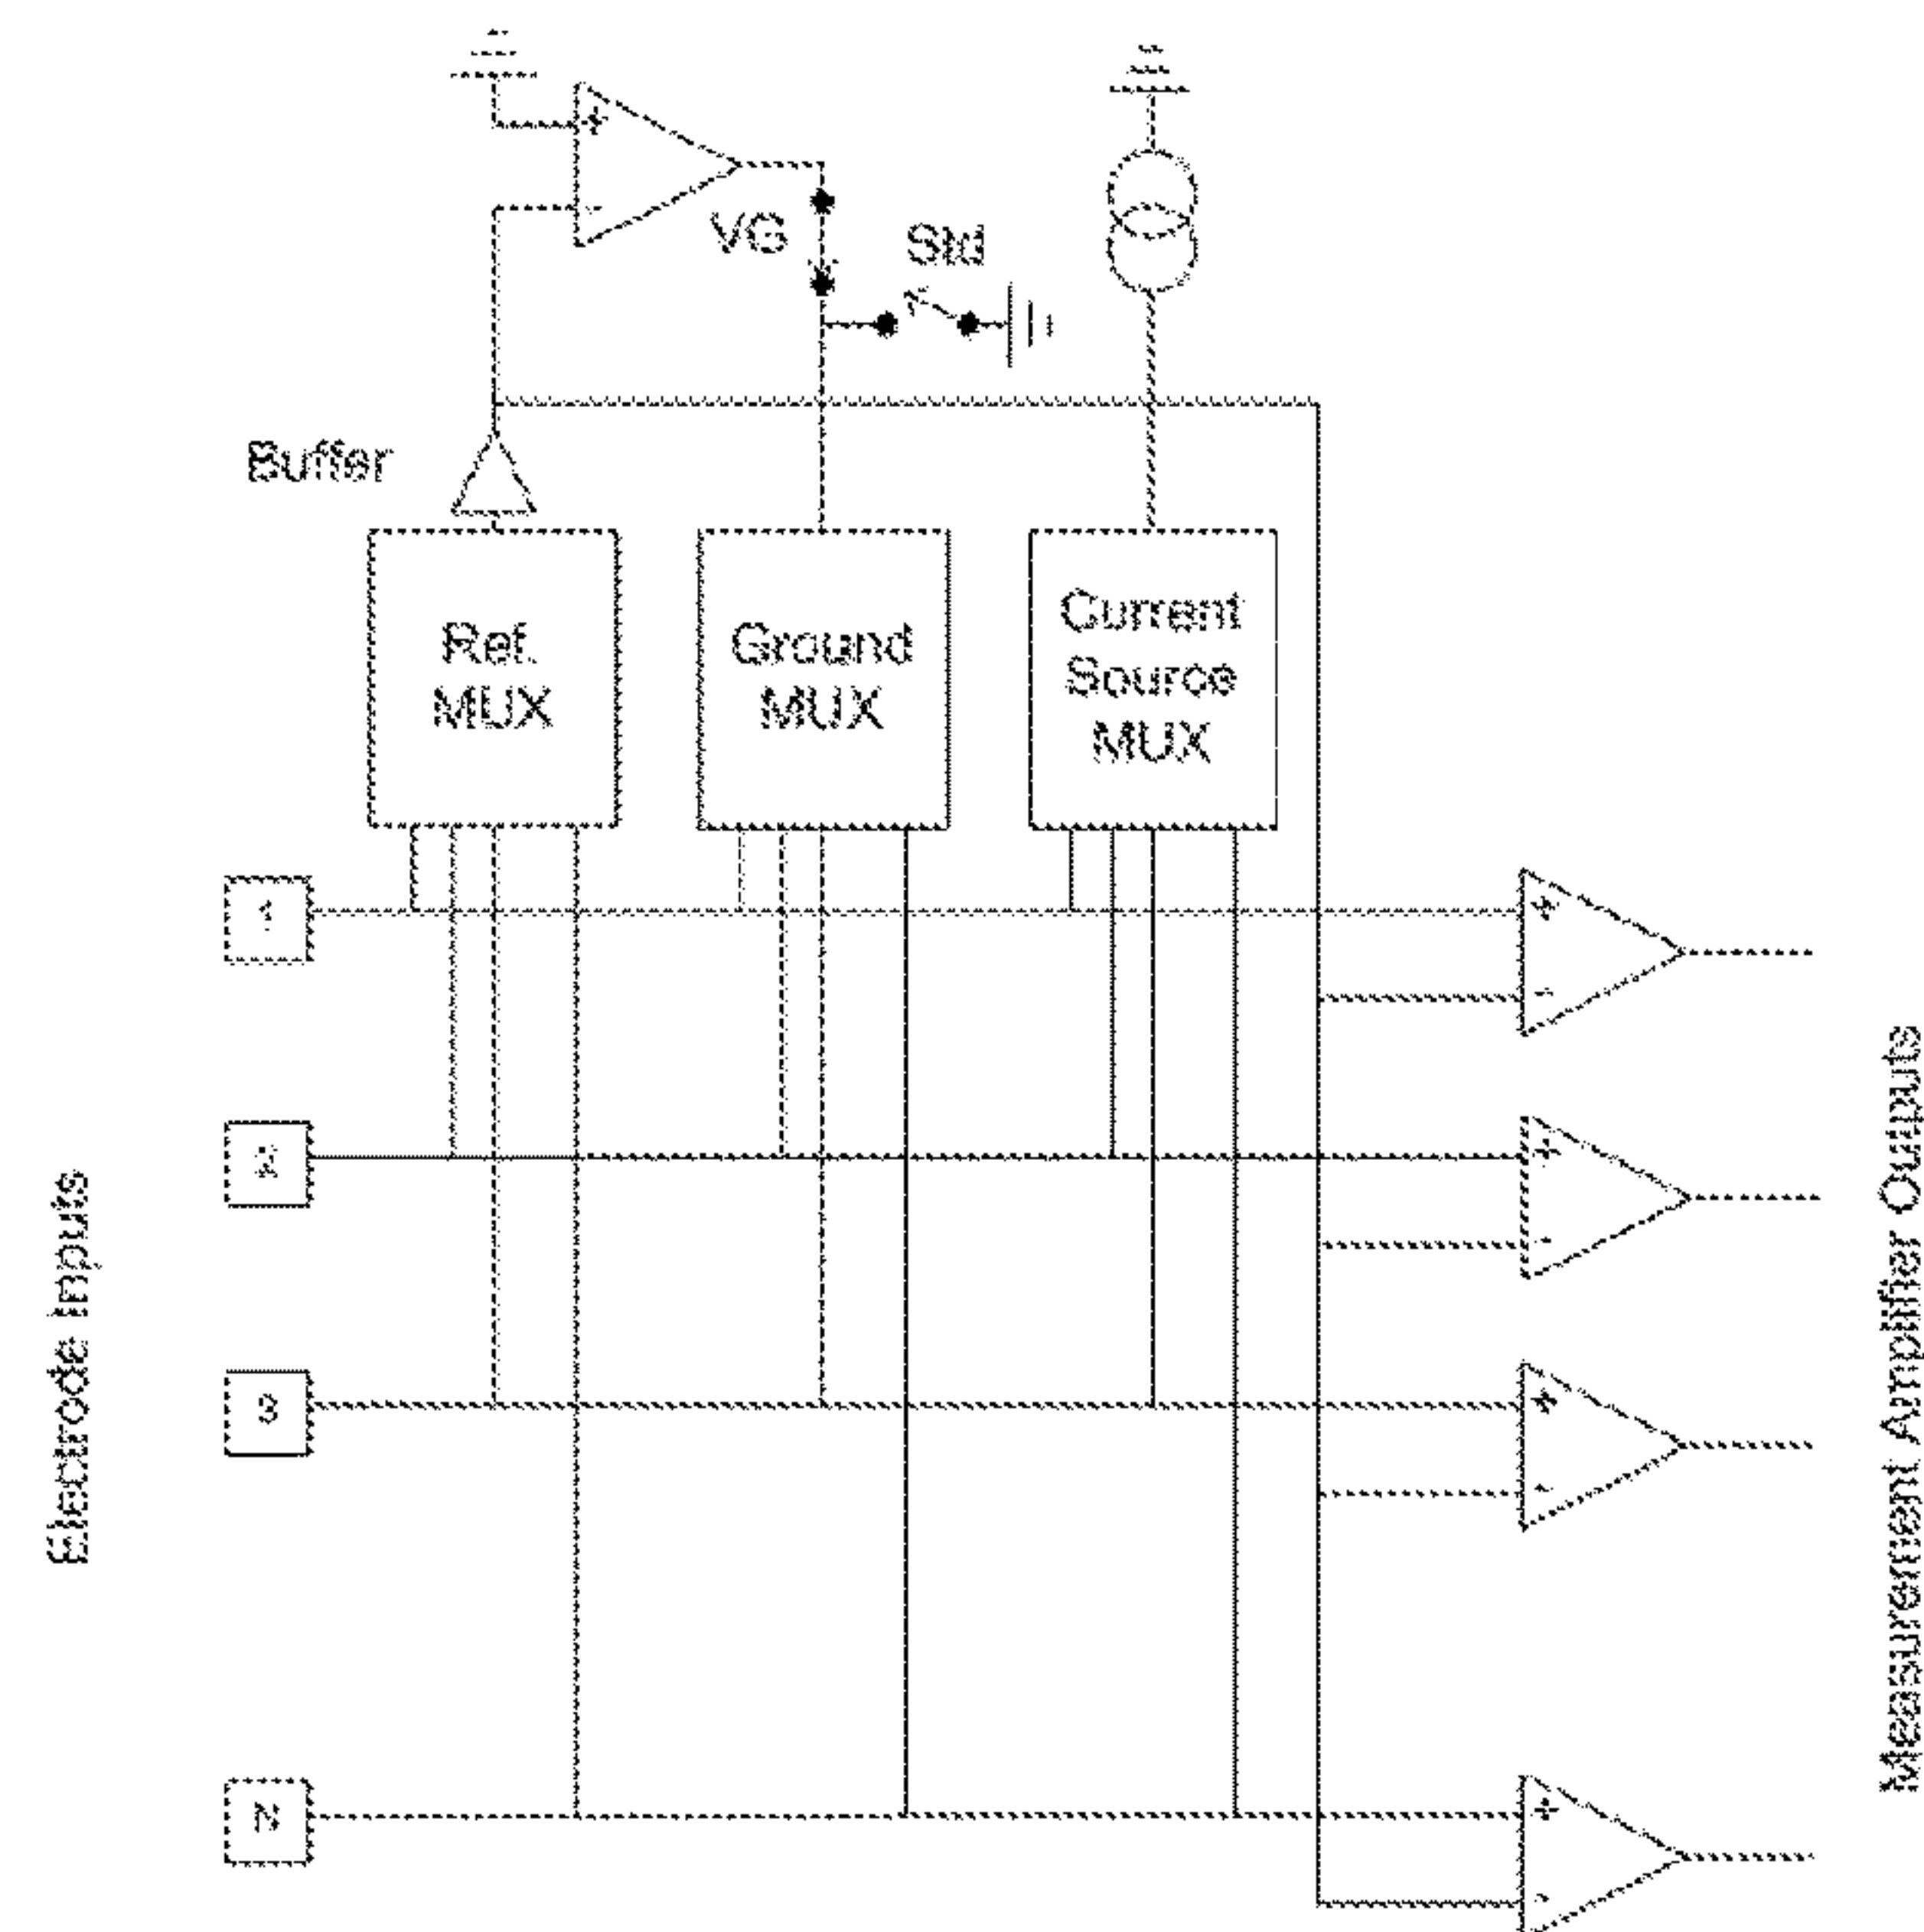 VG
Std
Buffer
Ref.
MUX
Ground
MUX
Current
Source
MUX
+
-
1
+
-
2
+
-
3
+
-
N
+
-
Electrode Inputs
Measurement Amplifier Outputs